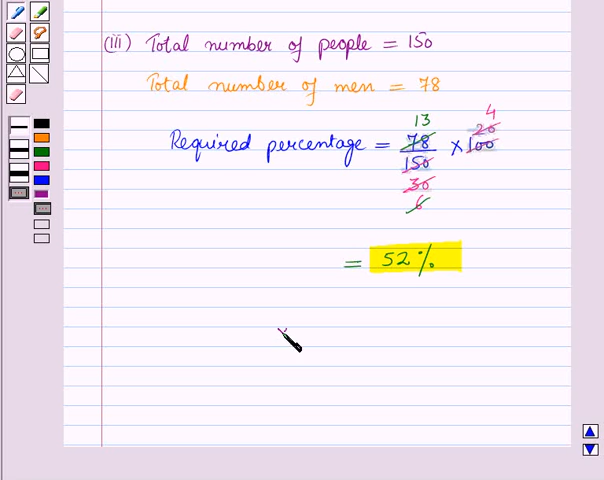 (III) Total number of people = 150
Total number of men = 78
13 4
78 20
Required percentage = 78/150 × 100
30
6
= 52%